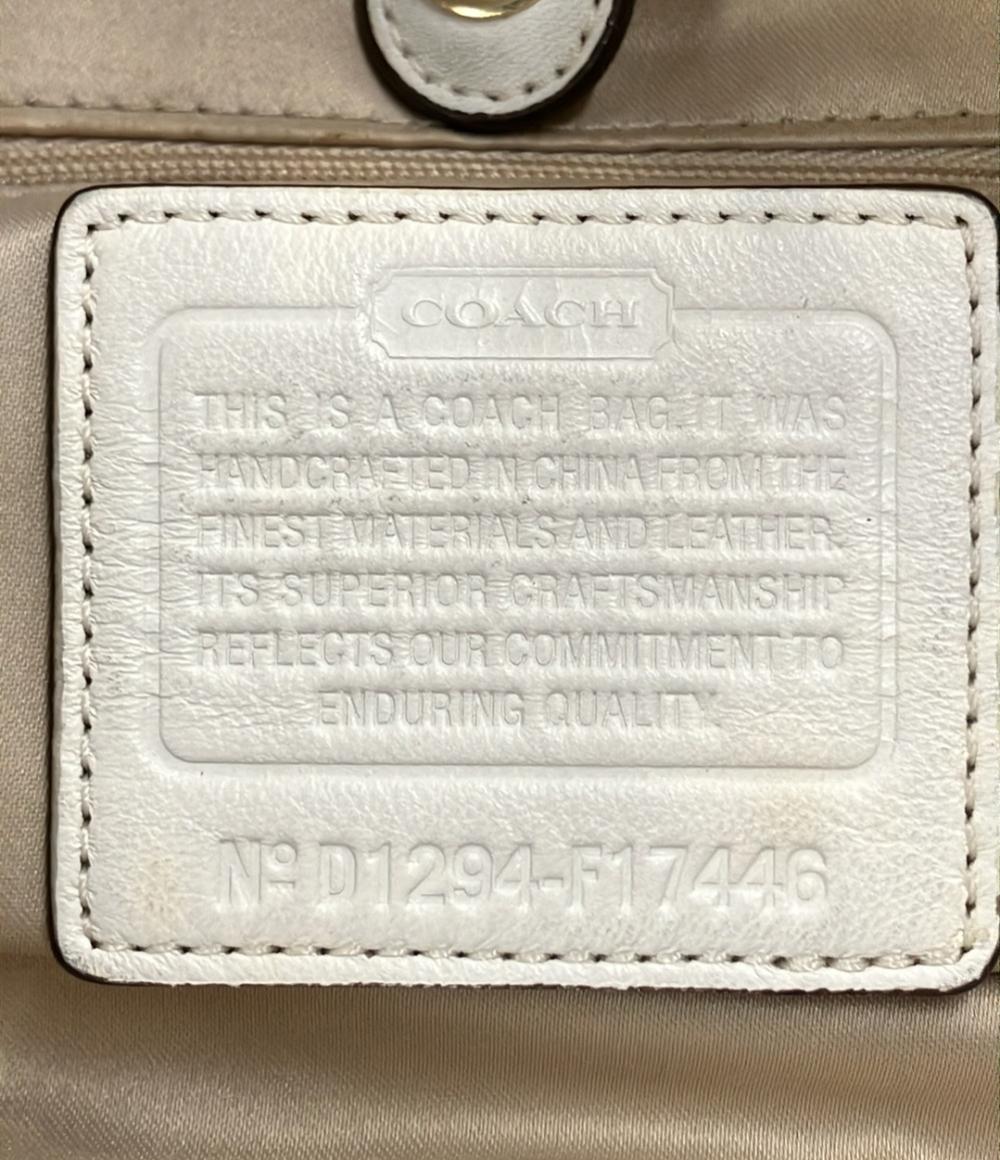 COACH
THIS IS A COACH BAG. IT WAS
HANDCRAFTED IN CHINA FROM THE
FINEST MATERIALS AND LEATHER.
ITS SUPERIOR CRAFTSMANSHIP
REFLECTS OUR COMMITMENT TO
ENDURING QUALITY.
Nº D1294-F17446